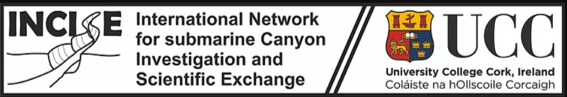 INCISE
International Network
for submarine Canyon
Investigation and
Scientific Exchange
UCC
University College Cork, Ireland
Coláiste na hOllscoile Corcaigh